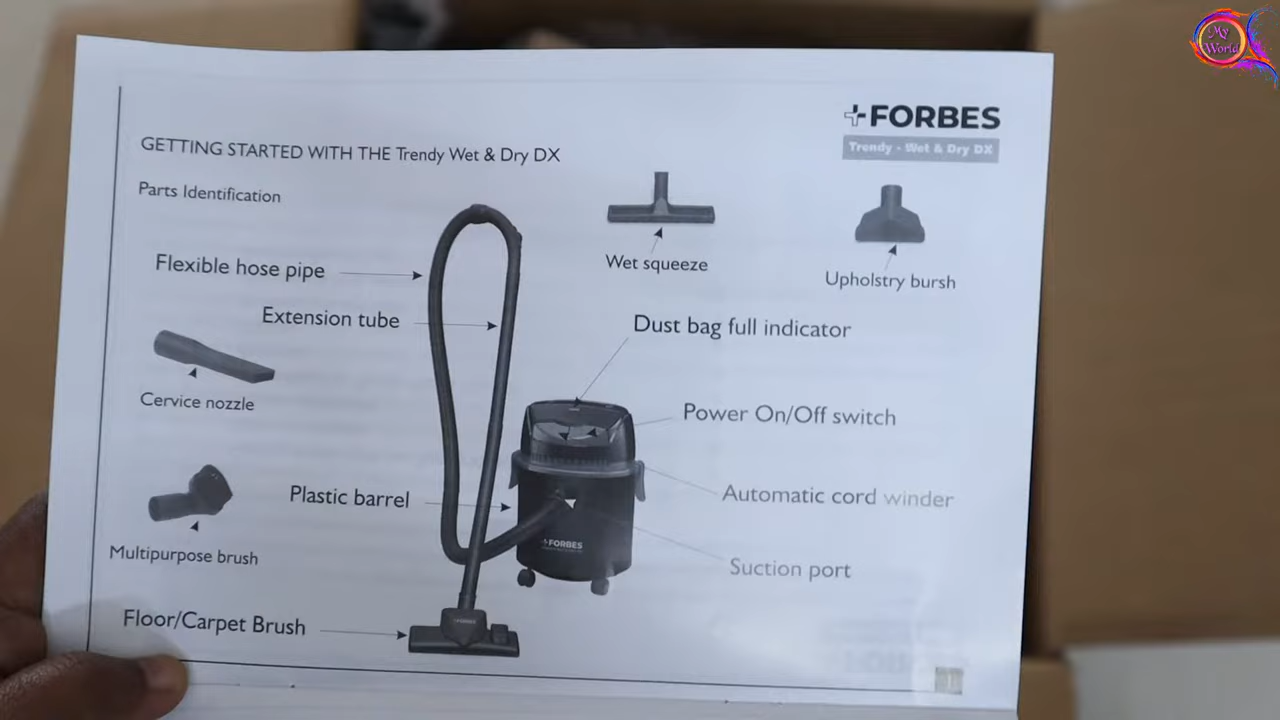 My
World
FORBES
Trendy - Wet & Dry DX
GETTING STARTED WITH THE Trendy Wet & Dry DX
Parts Identification
Wet squeeze
Upholstry bursh
Flexible hose pipe
Extension tube
Dust bag full indicator
Cervice nozzle
Power On/Off switch
Plastic barrel
Automatic cord winder
FORBES
Multipurpose brush
Suction port
Floor/Carpet Brush